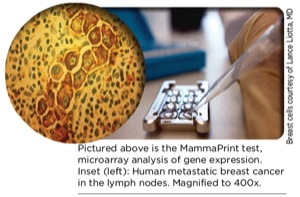 Breast cells courtesy of Lance Liotta, MD
Pictured above is the MammaPrint test,
microarray analysis of gene expression.
Inset (left): Human metastatic breast cancer
in the lymph nodes. Magnified to 400x.